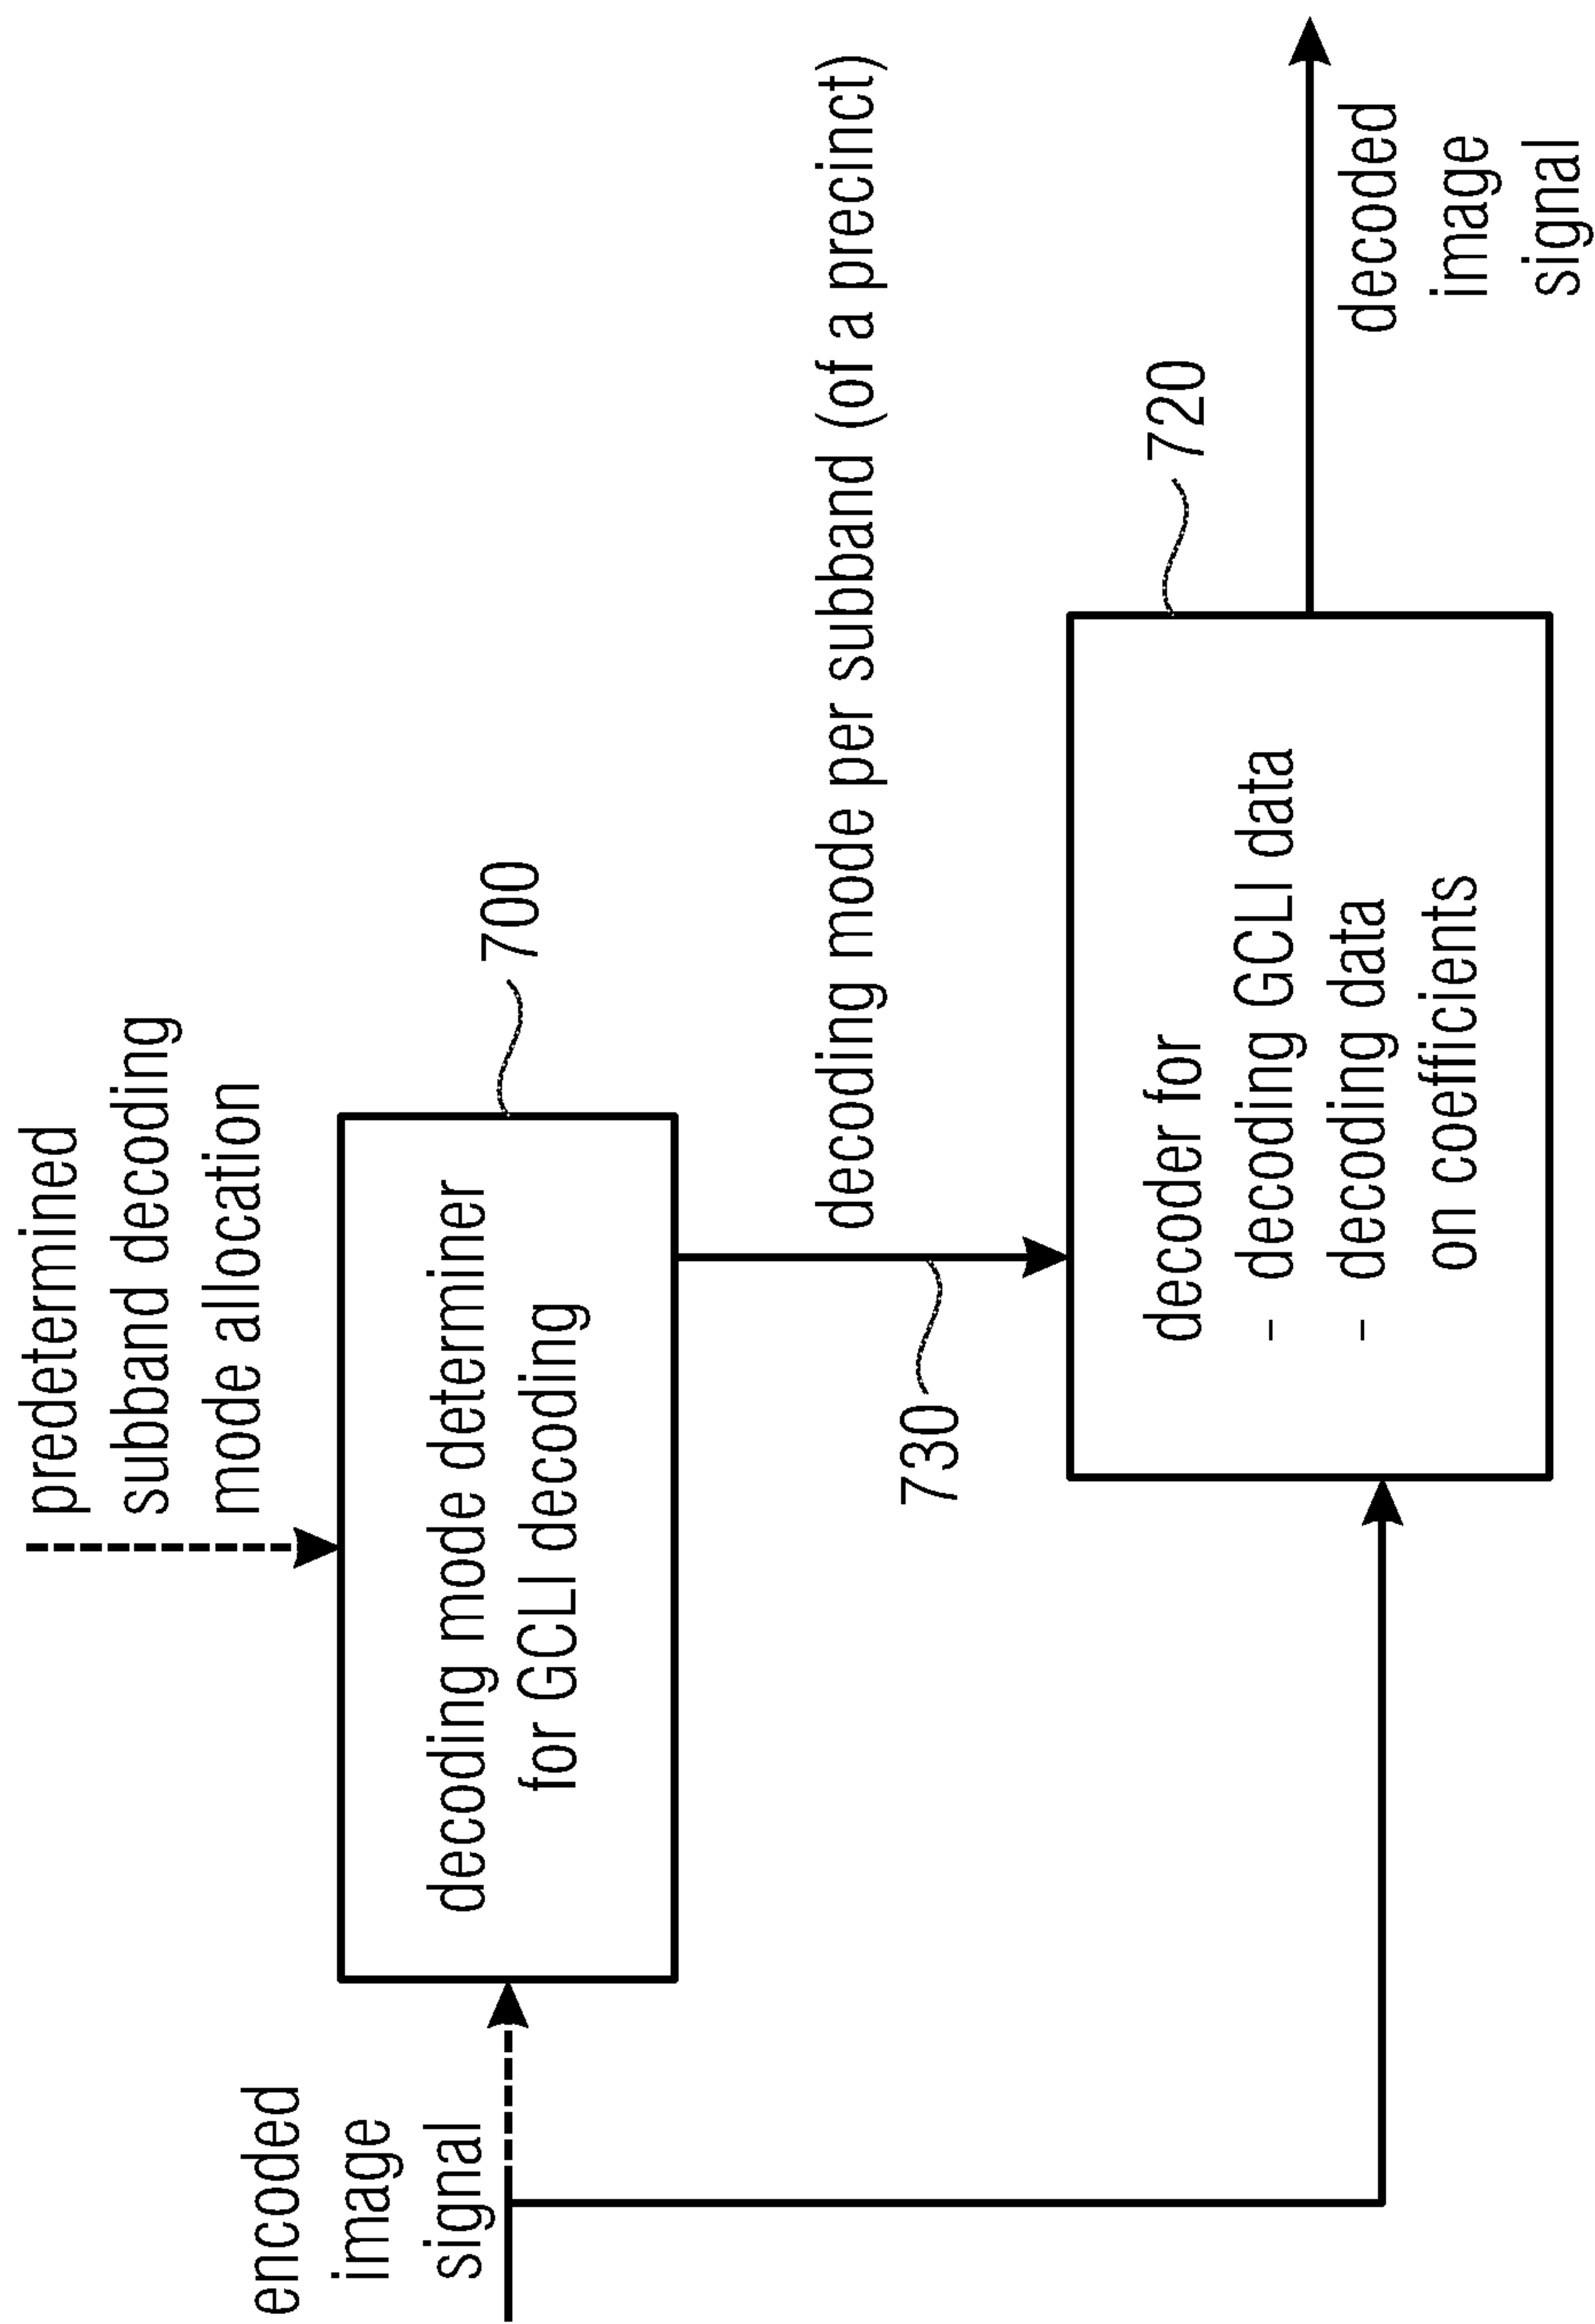 predetermined
subband decoding
mode allocation
encoded
image
signal
decoding mode determiner
for GCLI decoding
700
decoding mode per subband (of a precinct)
730
720
decoder for
- decoding GCLI data
- decoding data
on coefficients
decoded
image
signal